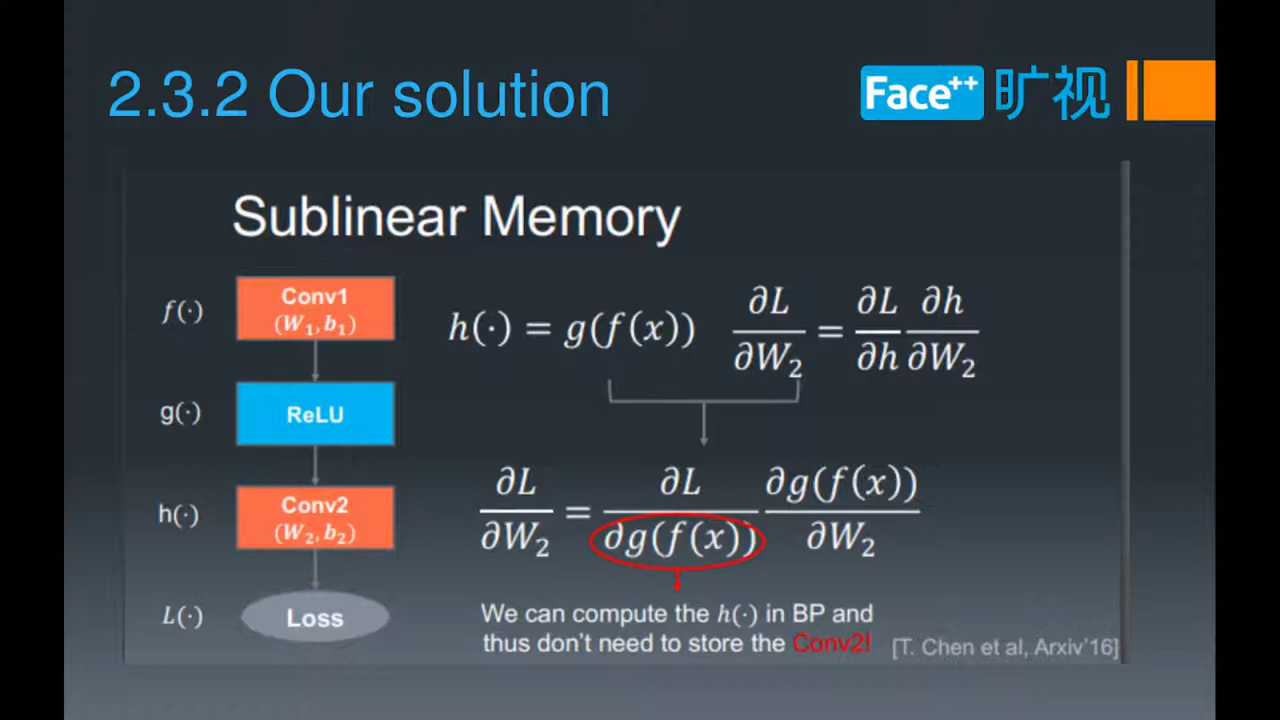 2.3.2 Our solution
Face++ 旷视
Sublinear Memory
f(·)
Conv1
(W₁, b₁)
h(·) = g(f(x))
∂L/∂W₂ = ∂L/∂h ∂h/∂W₂
g(·)
ReLU
∂L/∂W₂ = ∂L/∂g(f(x)) ∂g(f(x))/∂W₂
h(·)
Conv2
(W₂, b₂)
L(·)
Loss
We can compute the h(·) in BP and
thus don't need to store the Conv2!
[T. Chen et al, Arxiv'16]